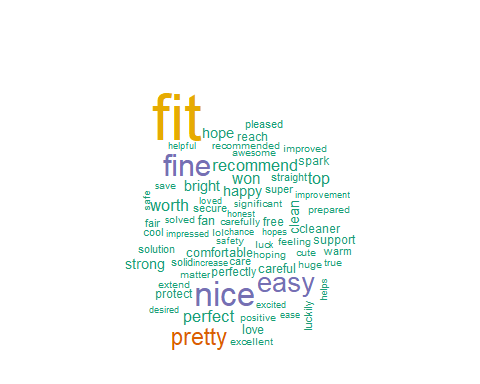 fit
pleased
hope
reach
helpful
recommended
improved
awesome
fine
recommend
spark
won
straight
top
save
bright
happy
super
safe
loved
improvement
worth
secure
significant
clean
prepared
honest
fair
solved
fan
carefully
free
cool
impressed
lol
chance
hopes
cleaner
safety
luck
feeling
support
solution
comfortable
hoping
cute
warm
strong
solid
increase
care
careful
huge
true
matter
perfectly
extend
nice
easy
helps
protect
desired
excited
perfect
positive
ease
luckily
pretty
love
excellent